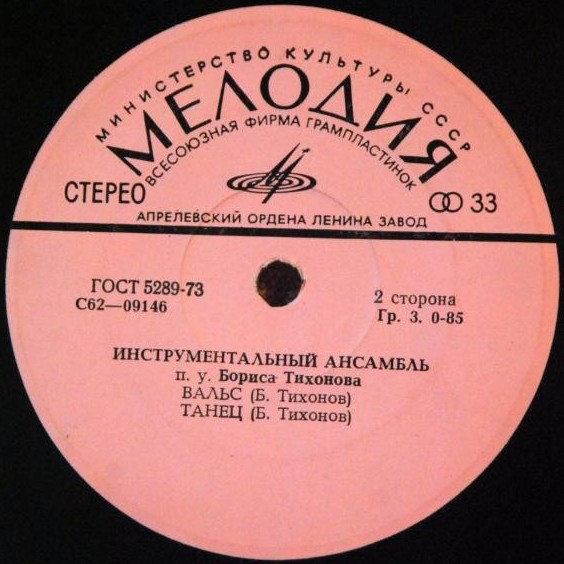 МИНИСТЕРСТВО КУЛЬТУРЫ СССР
МЕЛОДИЯ
ВСЕСОЮЗНАЯ ФИРМА ГРАМПЛАСТИНОК
СТЕРЕО
33
АПРЕЛЕВСКИЙ ОРДЕНА ЛЕНИНА ЗАВОД
ГОСТ 5289-73
С62—09146
2 сторона
Гр. 3. 0-85
ИНСТРУМЕНТАЛЬНЫЙ АНСАМБЛЬ
п. у. Бориса Тихонова
ВАЛЬС (Б. Тихонов)
ТАНЕЦ (Б. Тихонов)